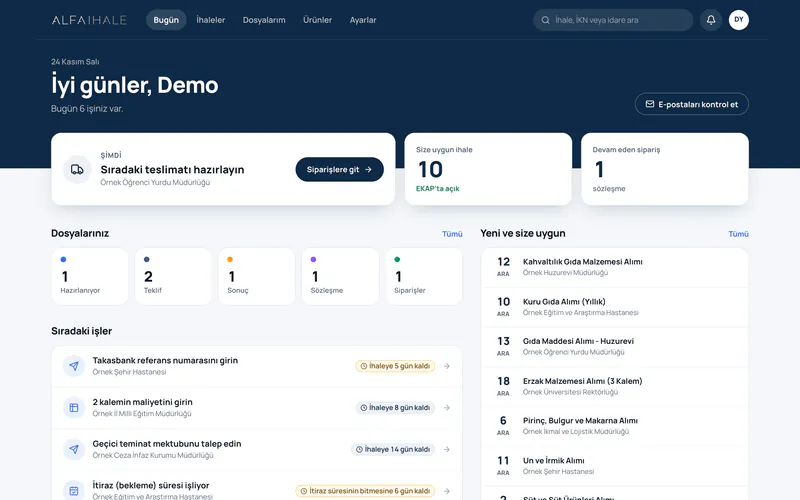 ALFAIHALE
Bugün
İhaleler
Dosyalarım
Ürünler
Ayarlar
İhale, İKN veya idare ara
DY
24 Kasım Salı
İyi günler, Demo
Bugün 6 işiniz var.
E-postaları kontrol et
ŞİMDİ
Sıradaki teslimatı hazırlayın
Örnek Öğrenci Yurdu Müdürlüğü
Siparişlere git
Size uygun ihale
10
EKAP'ta açık
Devam eden sipariş
1
sözleşme
Dosyalarınız
Tümü
1
Hazırlanıyor
2
Teklif
1
Sonuç
1
Sözleşme
1
Siparişler
Sıradaki işler
Takasbank referans numarasını girin
Örnek Şehir Hastanesi
İhaleye 5 gün kaldı
2 kalemin maliyetini girin
Örnek İl Milli Eğitim Müdürlüğü
İhaleye 8 gün kaldı
Geçici teminat mektubunu talep edin
Örnek Ceza İnfaz Kurumu Müdürlüğü
İhaleye 14 gün kaldı
İtiraz (bekleme) süresi işliyor
Örnek Eğitim ve Araştırma Hastanesi
İtiraz süresinin bitmesine 6 gün kaldı
Yeni ve size uygun
Tümü
12 ARA
Kahvaltılık Gıda Malzemesi Alımı
Örnek Huzurevi Müdürlüğü
10 ARA
Kuru Gıda Alımı (Yıllık)
Örnek Eğitim ve Araştırma Hastanesi
13 ARA
Gıda Maddesi Alımı - Huzurevi
Örnek Öğrenci Yurdu Müdürlüğü
18 ARA
Erzak Malzemesi Alımı (3 Kalem)
Örnek Üniversitesi Rektörlüğü
6 ARA
Pirinç, Bulgur ve Makarna Alımı
Örnek İkmal ve Lojistik Müdürlüğü
11 ARA
Un ve İrmik Alımı
Örnek Şehir Hastanesi
Süt ve Süt Ürünleri Alımı